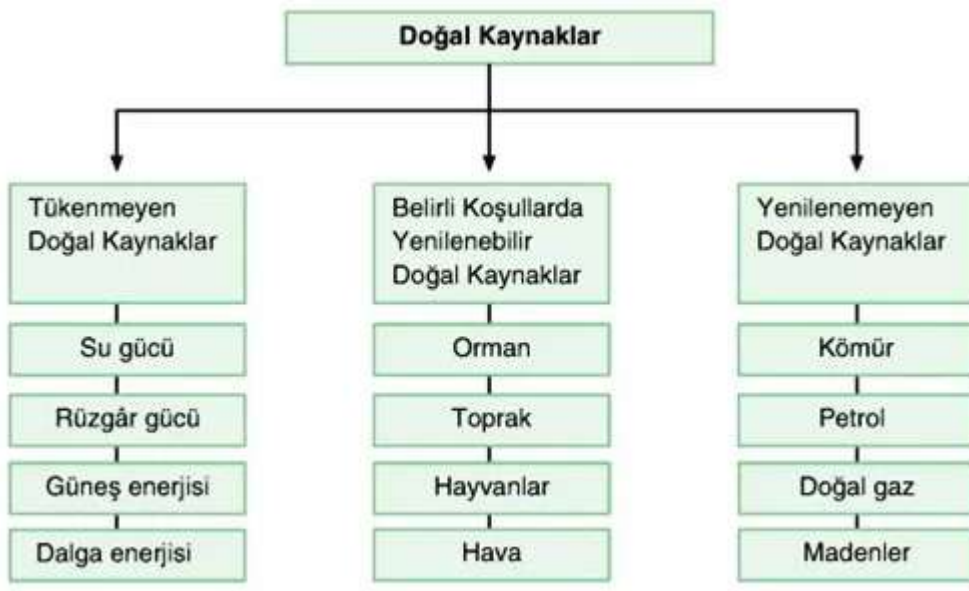 Doğal Kaynaklar
Tükenmeyen
Doğal Kaynaklar
Su gücü
Rüzgâr gücü
Güneş enerjisi
Dalga enerjisi
Belirli Koşullarda
Yenilenebilir
Doğal Kaynaklar
Orman
Toprak
Hayvanlar
Hava
Yenilenemeyen
Doğal Kaynaklar
Kömür
Petrol
Doğal gaz
Madenler